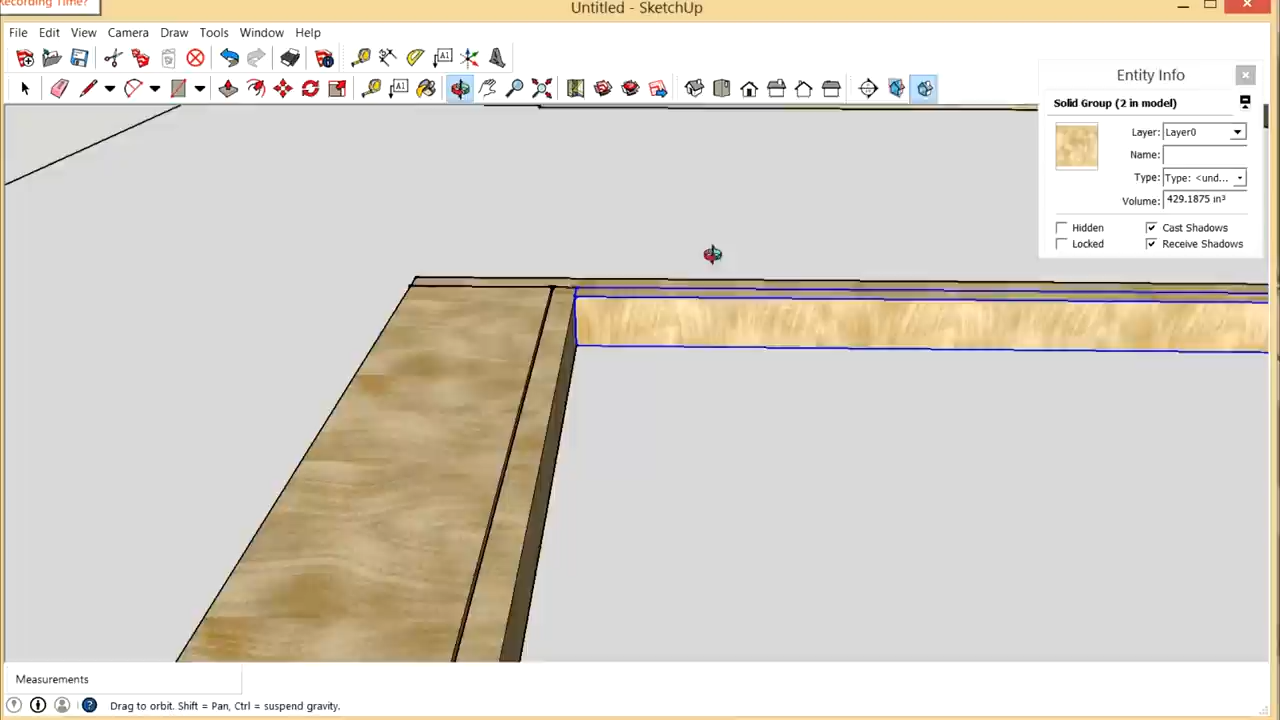 Recording Time?
Untitled - SketchUp
File Edit View Camera Draw Tools Window Help
A1
A1
Entity Info
Solid Group (2 in model)
Layer: Layer0
Name:
Type: Type: <und...
Volume: 429.1875 in³
Hidden Cast Shadows
Locked Receive Shadows
Measurements
Drag to orbit. Shift = Pan, Ctrl = suspend gravity.